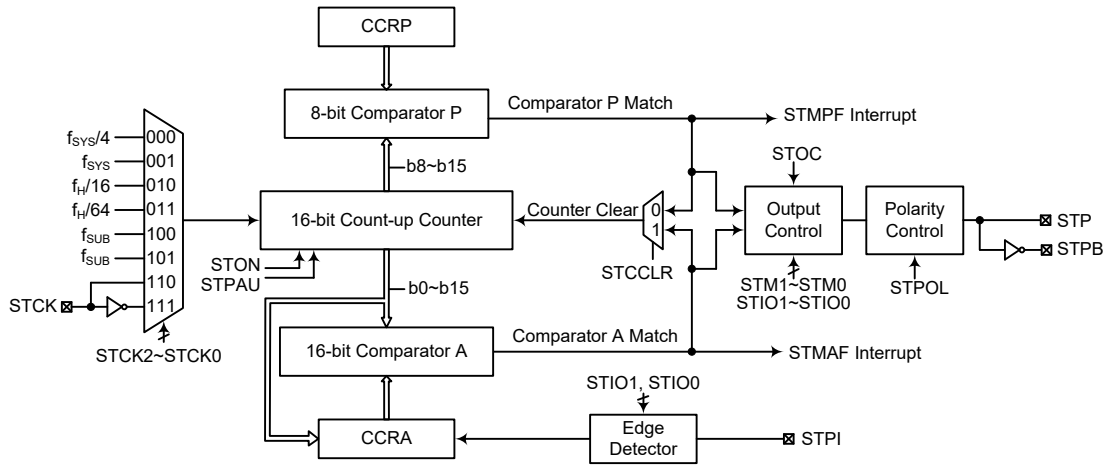 CCRP
8-bit Comparator P
Comparator P Match
STMPF Interrupt
b8~b15
fSYS/4
000
fSYS
001
fH/16
010
fH/64
011
fSUB
100
fSUB
101
110
STCK
111
STCK2~STCK0
16-bit Count-up Counter
STON
STPAU
Counter Clear
0
1
STCCLR
STOC
Output
Control
STM1~STM0
STIO1~STIO0
Polarity
Control
STPOL
STP
STPB
b0~b15
16-bit Comparator A
Comparator A Match
STMAF Interrupt
CCRA
STIO1, STIO0
Edge
Detector
STPI